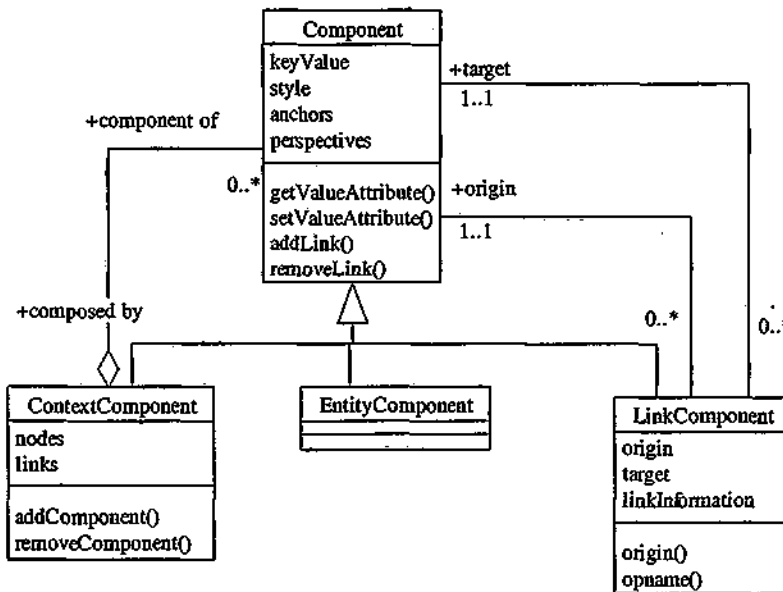 Component
keyValue
style
anchors
perspectives
getValueAttribute()
setValueAttribute()
addLink()
removeLink()
+target
1..1
+origin
1..1
+component of
0..*
+composed by
0..*
0..*
ContextComponent
nodes
links
addComponent()
removeComponent()
EntityComponent
LinkComponent
origin
target
linkInformation
origin()
opname()